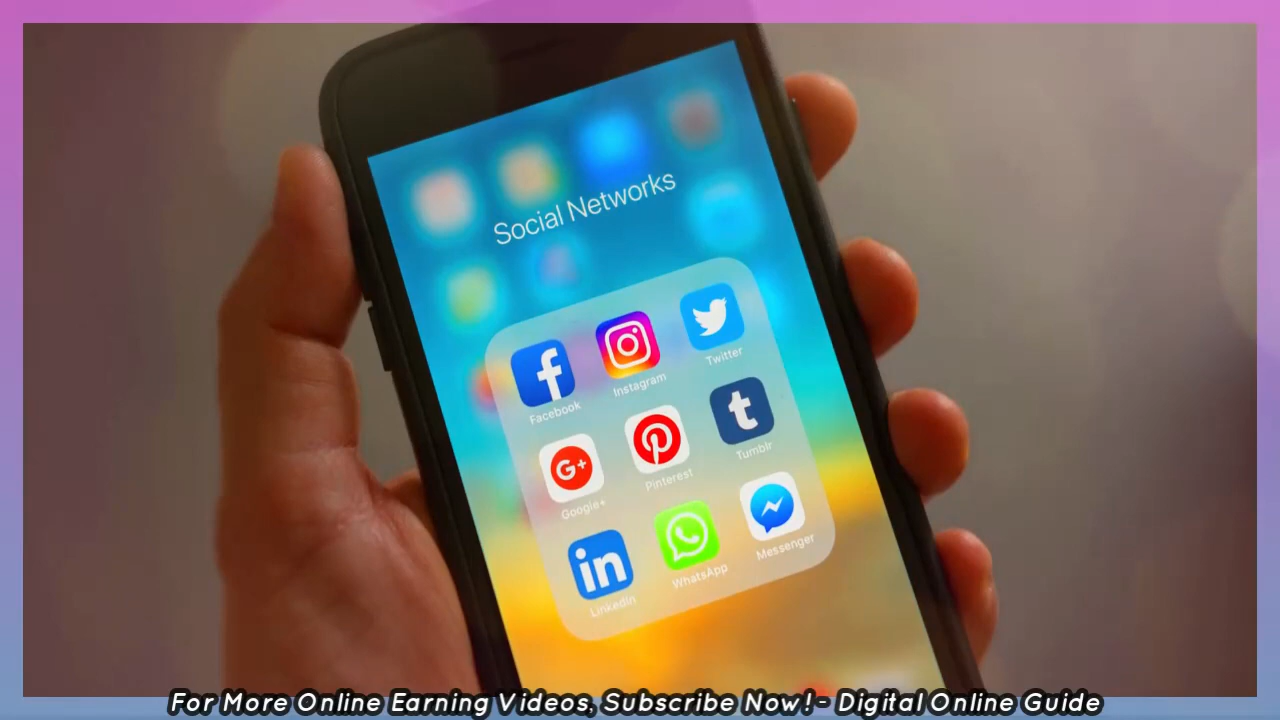 Social Networks
Facebook
Instagram
Twitter
Google+
Pinterest
Tumblr
LinkedIn
WhatsApp
Messenger
For More Online Earning Videos, Subscribe Now! - Digital Online Guide